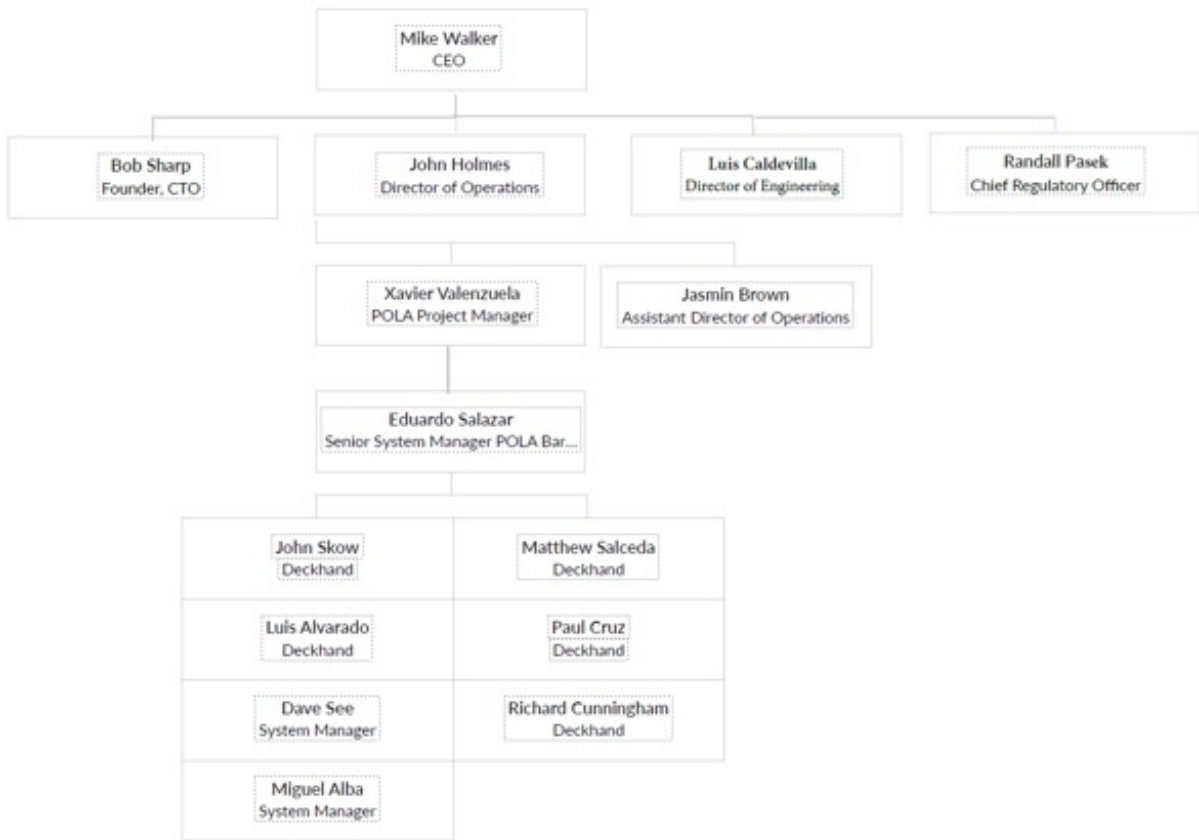 Mike Walker
CEO
Bob Sharp
Founder, CTO
John Holmes
Director of Operations
Luis Caldevilla
Director of Engineering
Randall Pasek
Chief Regulatory Officer
Xavier Valenzuela
POLA Project Manager
Jasmin Brown
Assistant Director of Operations
Eduardo Salazar
Senior System Manager POLA Bar...
John Skow
Deckhand
Matthew Salceda
Deckhand
Luis Alvarado
Deckhand
Paul Cruz
Deckhand
Dave See
System Manager
Richard Cunningham
Deckhand
Miguel Alba
System Manager